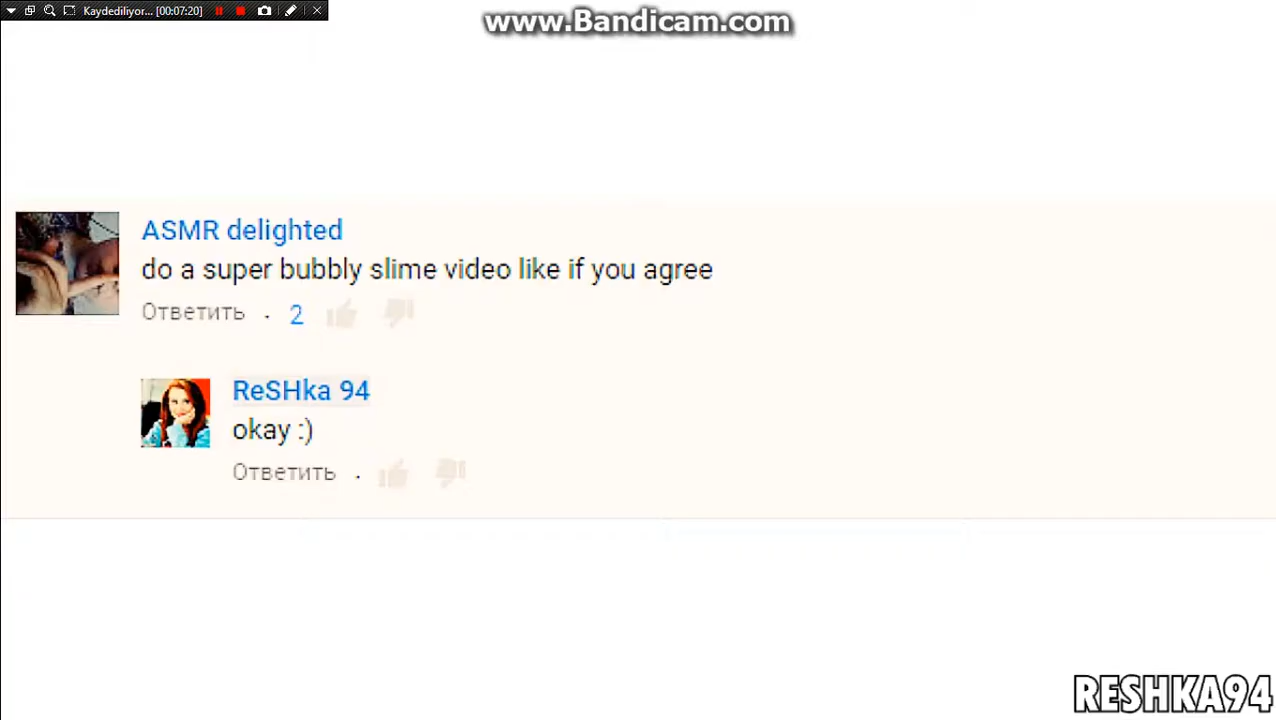 Kaydediliyor... [00:07:20]
www.Bandicam.com
ASMR delighted
do a super bubbly slime video like if you agree
Ответить · 2
ReSHka 94
okay :)
Ответить ·
RESHKA94